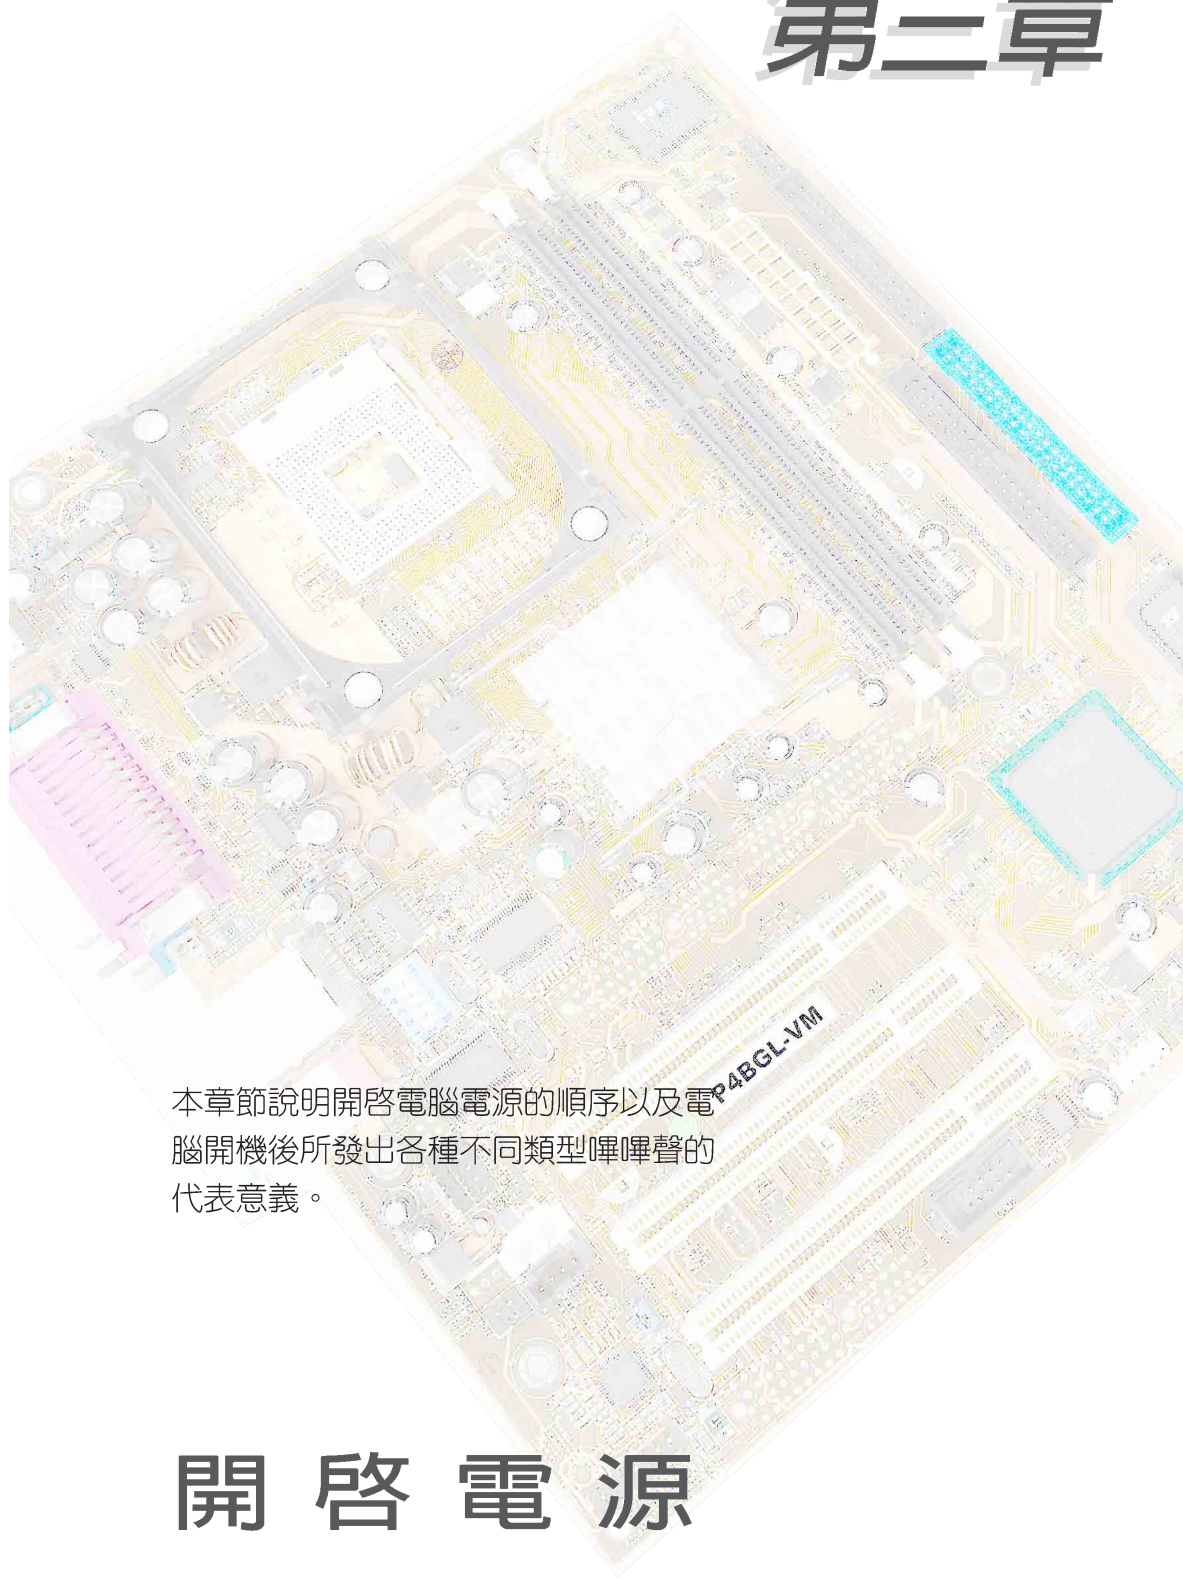 第三章
P4BGL-VM
本章節說明開啓電腦電源的順序以及電
腦開機後所發出各種不同類型嗶嗶聲的
代表意義。
開啓電源